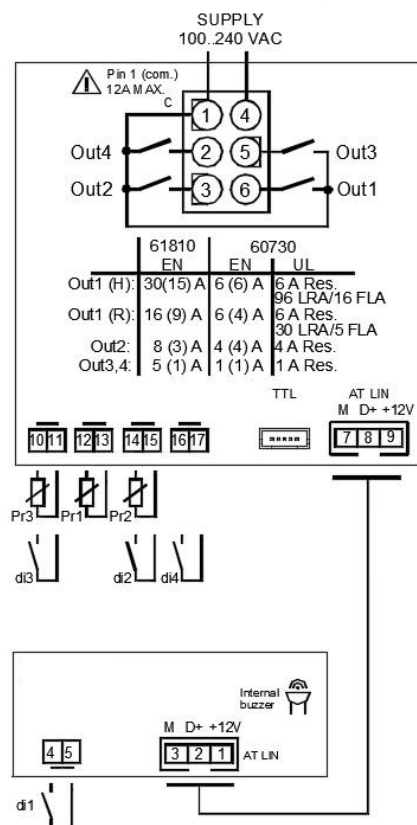 SUPPLY
100..240 VAC
Pin 1 (com.)
12A MAX.
C
1 4
Out4 2 5 Out3
Out2 3 6 Out1
61810 60730
EN EN UL
Out1 (H): 30(15) A 6 (6) A 6 A Res.
96 LRA/16 FLA
Out1 (R): 16 (9) A 6 (4) A 6 A Res.
30 LRA/5 FLA
Out2: 8 (3) A 4 (4) A 4 A Res.
Out3,4: 5 (1) A 1 (1) A 1 A Res.
TTL AT LIN
M D+ +12V
10 11 12 13 14 15 16 17 7 8 9
Pr3 Pr1 Pr2
di3 di2 di4
Internal
buzzer
M D+ +12V
4 5 3 2 1 AT LIN
di1